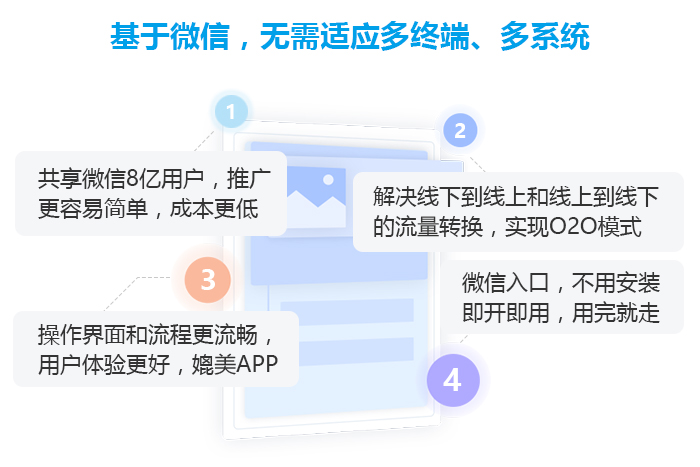 基于微信，无需适应多终端、多系统
1
共享微信8亿用户，推广
更容易简单，成本更低
2
解决线下到线上和线上到线下
的流量转换，实现O2O模式
3
操作界面和流程更流畅，
用户体验更好，媲美APP
微信入口，不用安装
即开即用，用完就走
4